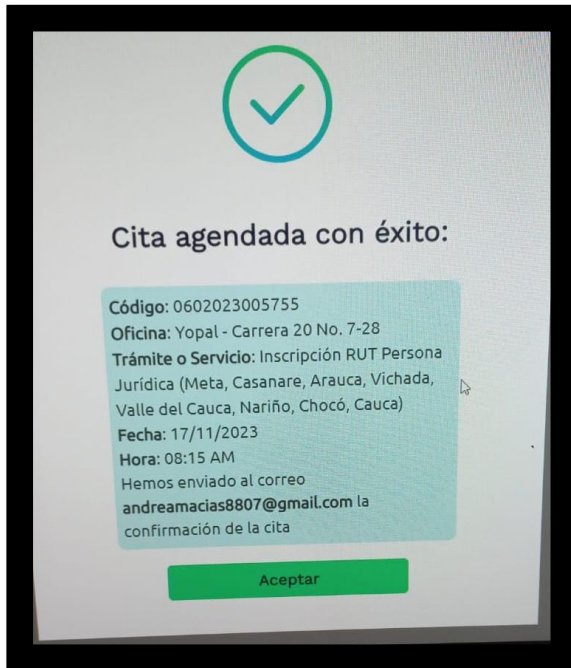 Cita agendada con éxito:
Código: 0602023005755
Oficina: Yopal - Carrera 20 No. 7-28
Trámite o Servicio: Inscripción RUT Persona
Jurídica (Meta, Casanare, Arauca, Vichada,
Valle del Cauca, Nariño, Chocó, Cauca)
Fecha: 17/11/2023
Hora: 08:15 AM
Hemos enviado al correo
andreamacias8807@gmail.com la
confirmación de la cita
Aceptar